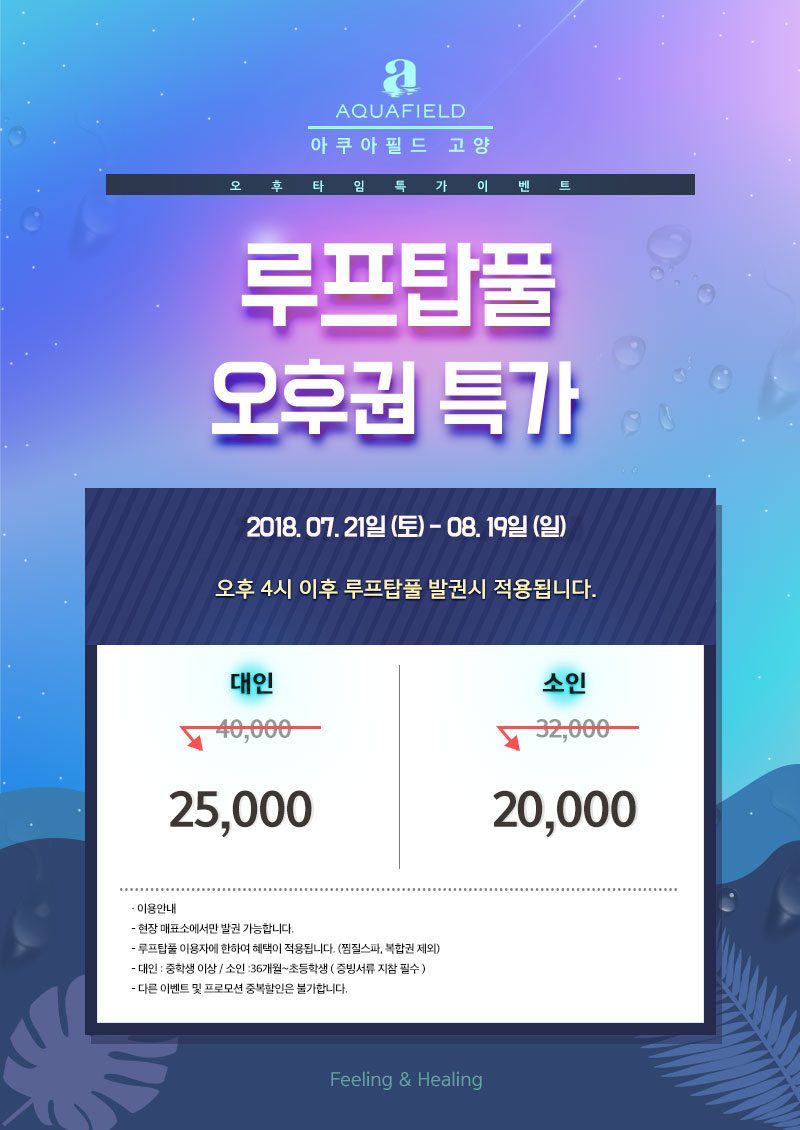 a
AQUAFIELD
아쿠아필드 고양
오후타임특가이벤트
루프탑풀
오후권 특가
2018. 07. 21일 (토) - 08. 19일 (일)
오후 4시 이후 루프탑풀 발권시 적용됩니다.
대인
소인
40,000
32,000
25,000
20,000
· 이용안내
- 현장 매표소에서만 발권 가능합니다.
- 루프탑풀 이용자에 한하여 혜택이 적용됩니다. (찜질스파, 복합권 제외)
- 대인 : 중학생 이상 / 소인 :36개월~초등학생 ( 증빙서류 지참 필수 )
- 다른 이벤트 및 프로모션 중복할인은 불가합니다.
Feeling & Healing